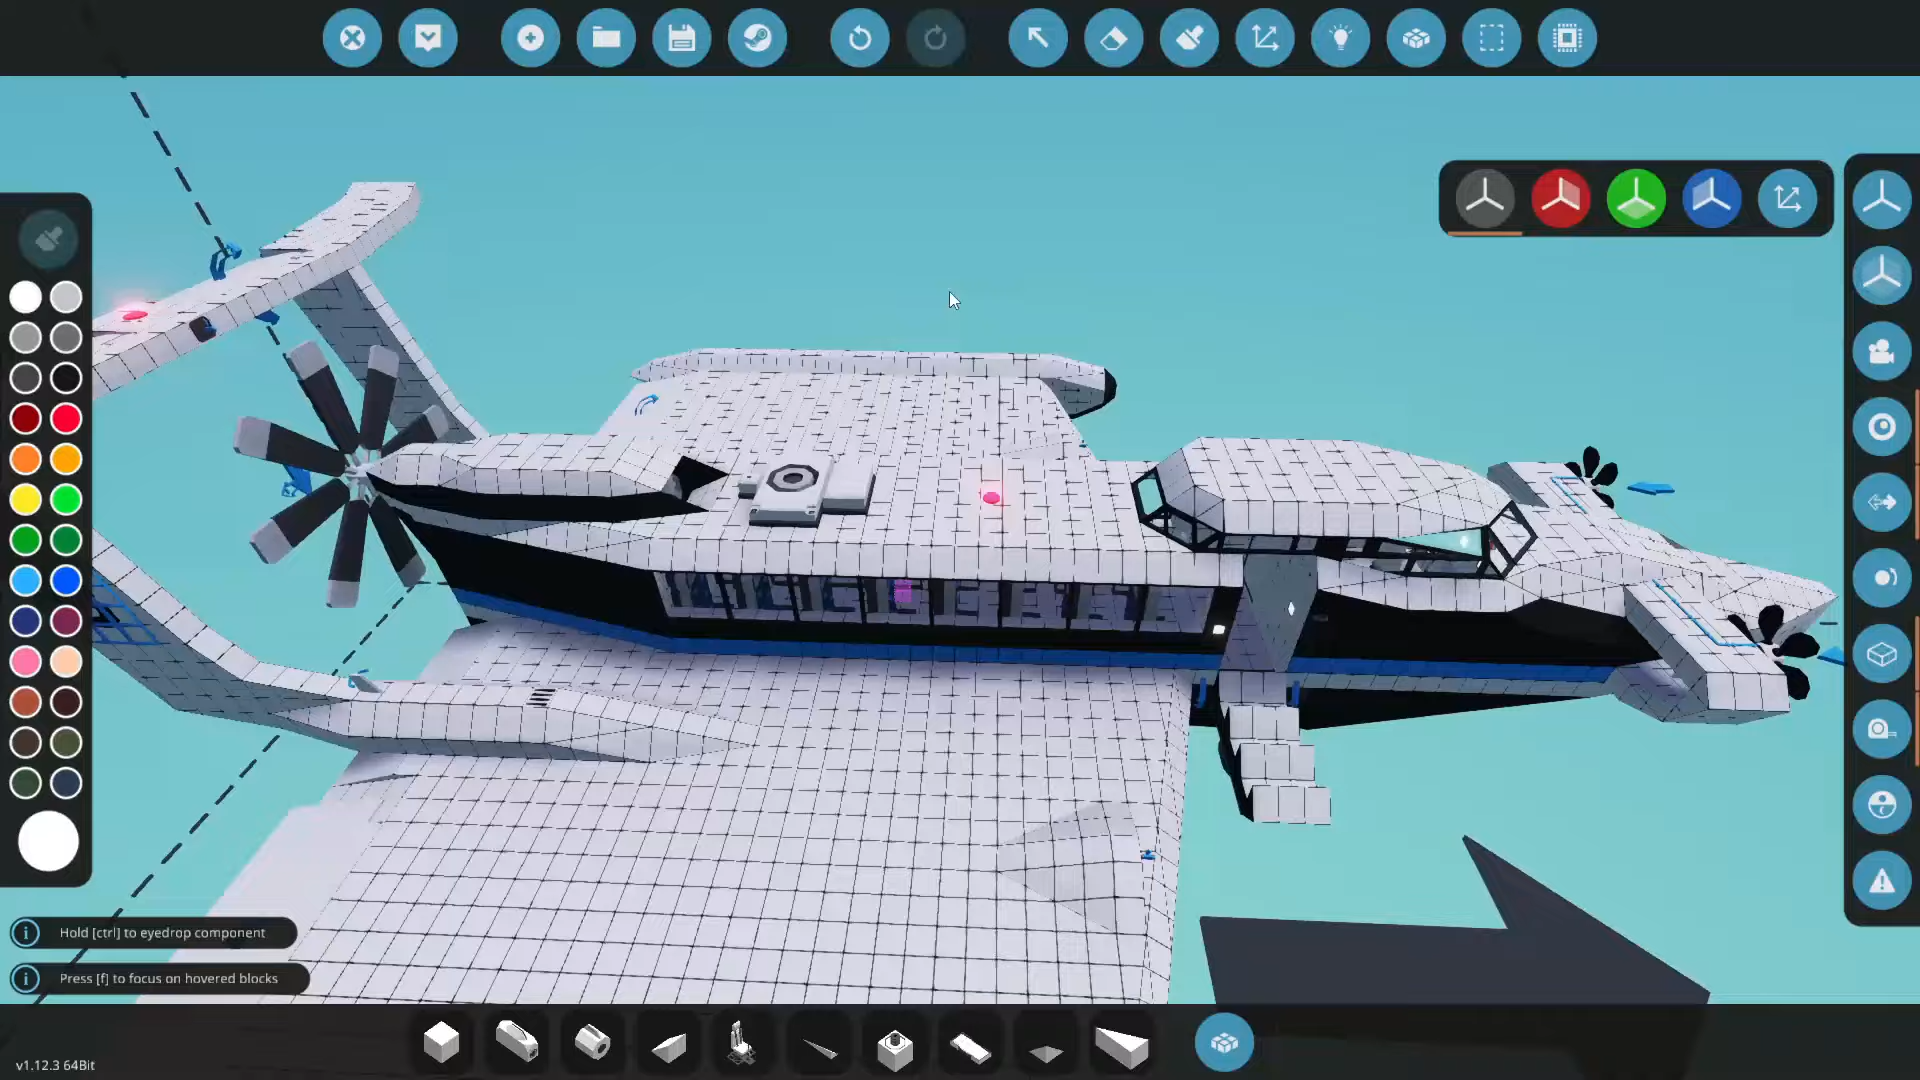 Hold [ctrl] to eyedrop component
Press [f] to focus on hovered blocks
v1.12.3 64Bit